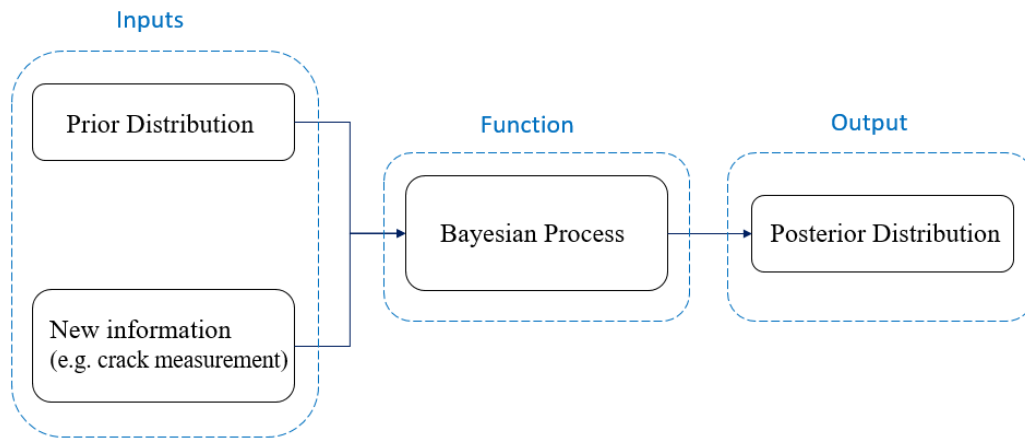 Inputs
Prior Distribution
New information
(e.g. crack measurement)
Function
Bayesian Process
Output
Posterior Distribution